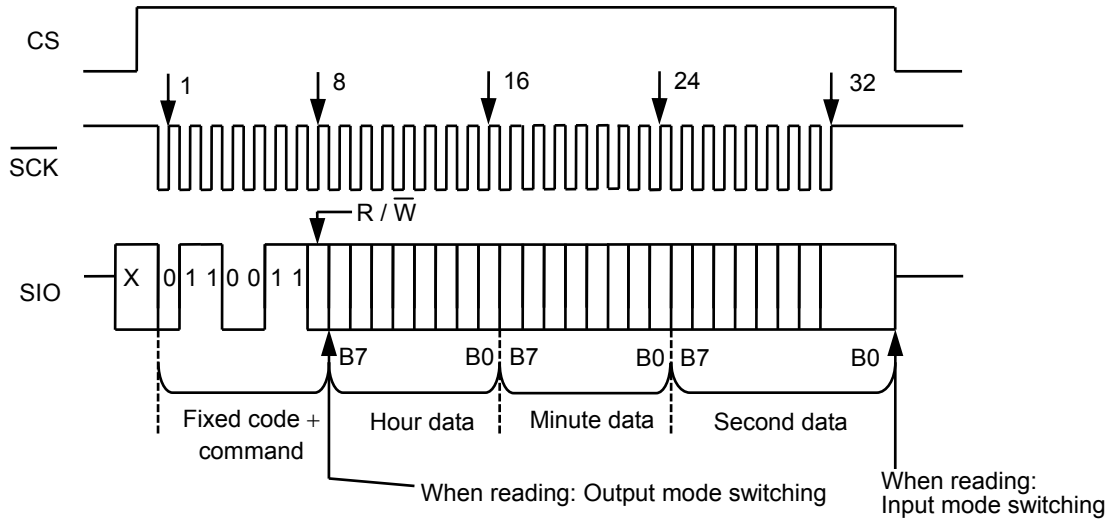 CS
1
8
16
24
32
SCK
R / W
SIO
X 0 1 1 0 0 1 1
B7 B0 B7 B0 B7 B0
Fixed code +
command
Hour data
Minute data
Second data
When reading: Output mode switching
When reading:
Input mode switching